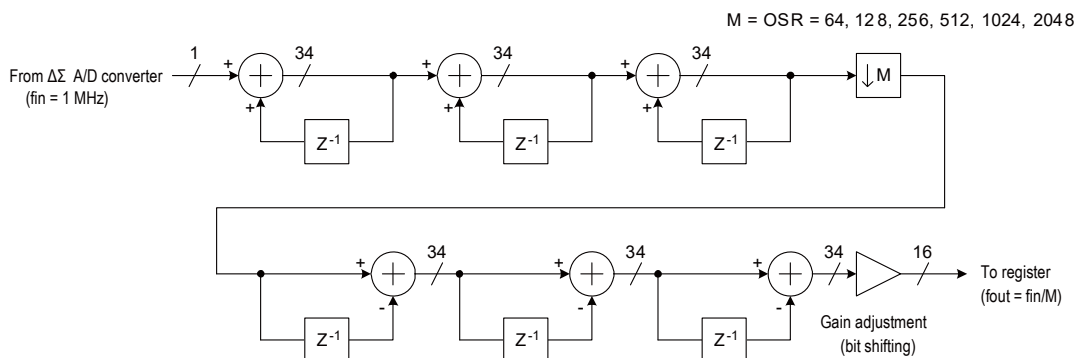 M = OSR = 64, 128, 256, 512, 1024, 2048
From ΔΣ A/D converter
(fin = 1 MHz)
1
+
+
34
Z-1
+
+
34
Z-1
+
+
34
Z-1
↓ M
+
-
34
Z-1
+
-
34
Z-1
+
-
34
Z-1
16
To register
(fout = fin/M)
Gain adjustment
(bit shifting)